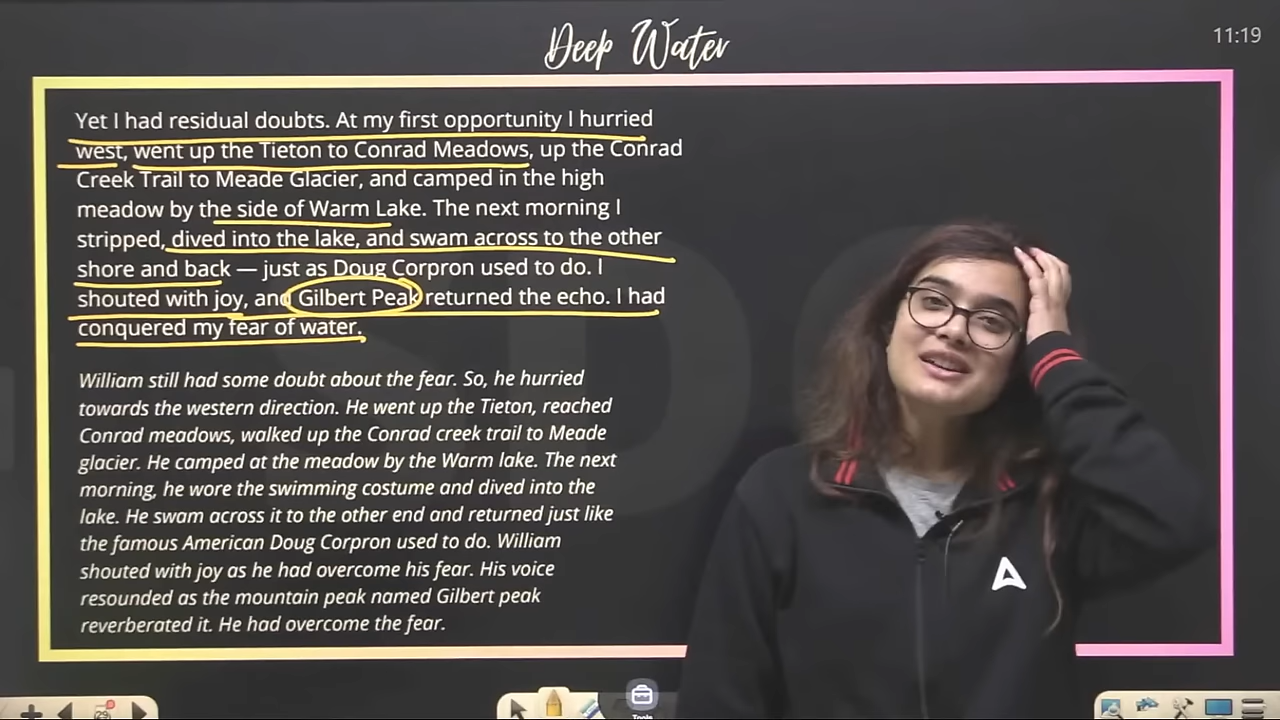 Deep Water
11:19
Yet I had residual doubts. At my first opportunity I hurried
west, went up the Tieton to Conrad Meadows, up the Conrad
Creek Trail to Meade Glacier, and camped in the high
meadow by the side of Warm Lake. The next morning I
stripped, dived into the lake, and swam across to the other
shore and back — just as Doug Corpron used to do. I
shouted with joy, and Gilbert Peak returned the echo. I had
conquered my fear of water.
William still had some doubt about the fear. So, he hurried
towards the western direction. He went up the Tieton, reached
Conrad meadows, walked up the Conrad creek trail to Meade
glacier. He camped at the meadow by the Warm lake. The next
morning, he wore the swimming costume and dived into the
lake. He swam across it to the other end and returned just like
the famous American Doug Corpron used to do. William
shouted with joy as he had overcome his fear. His voice
resounded as the mountain peak named Gilbert peak
reverberated it. He had overcome the fear.
Tools